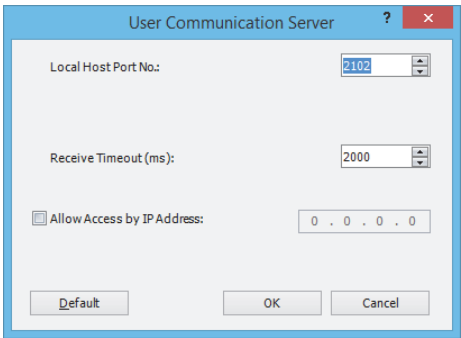 User Communication Server ? ×
Local Host Port No.: 2102
Receive Timeout (ms): 2000
Allow Access by IP Address: 0 . 0 . 0 . 0
Default OK Cancel